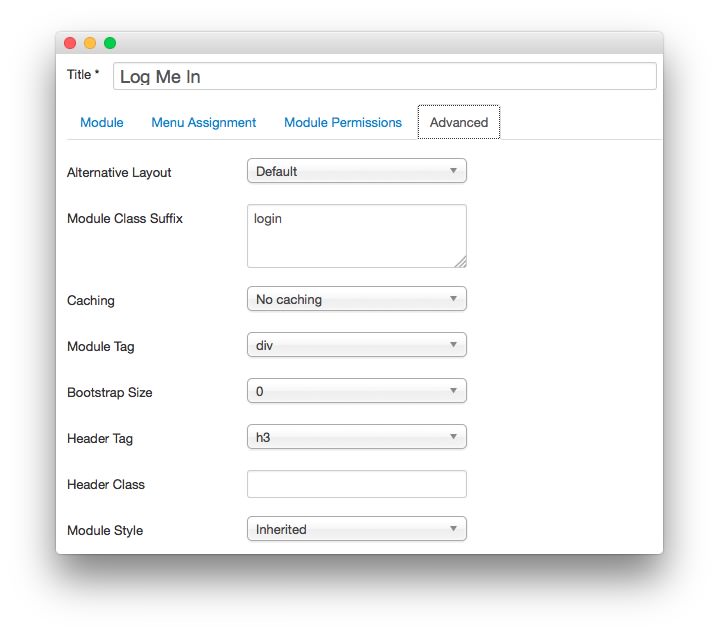 Title * Log Me In
Module Menu Assignment Module Permissions Advanced
Alternative Layout Default
Module Class Suffix login
Caching No caching
Module Tag div
Bootstrap Size 0
Header Tag h3
Header Class
Module Style Inherited